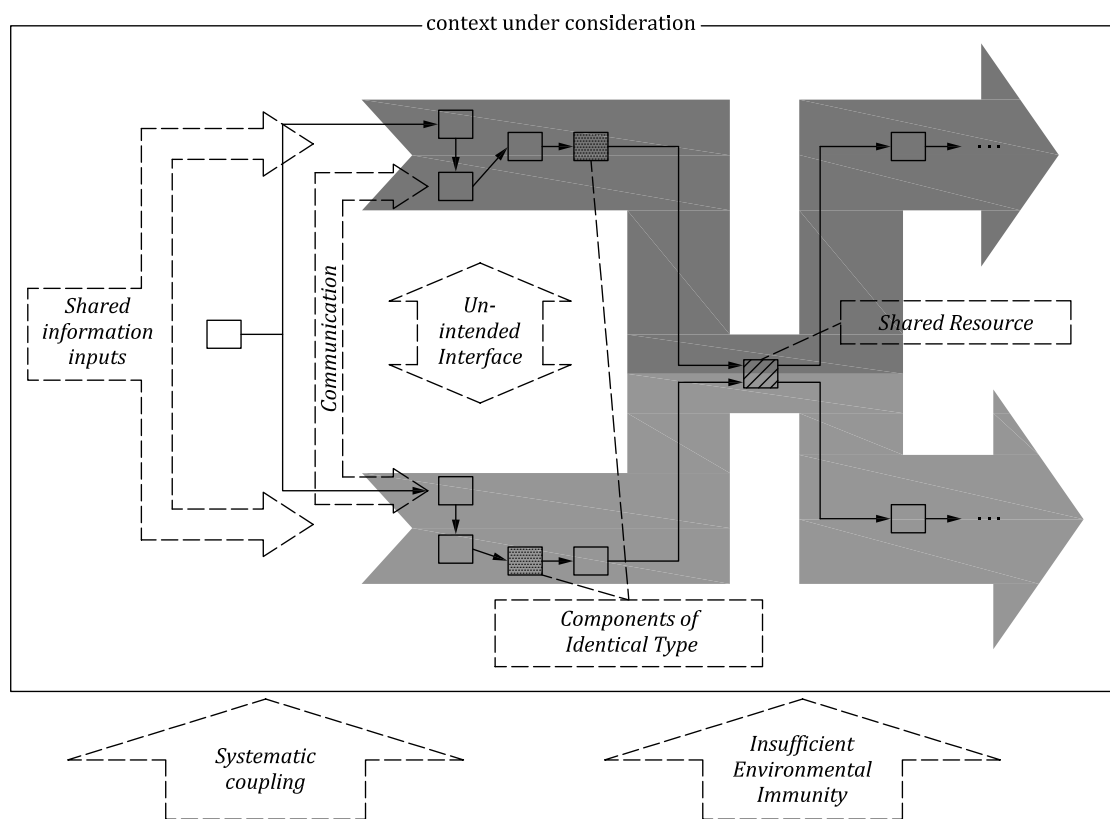 context under consideration
Shared
information
inputs
Communication
Un-
intended
Interface
Shared Resource
...
...
Components of
Identical Type
Systematic
coupling
Insufficient
Environmental
Immunity